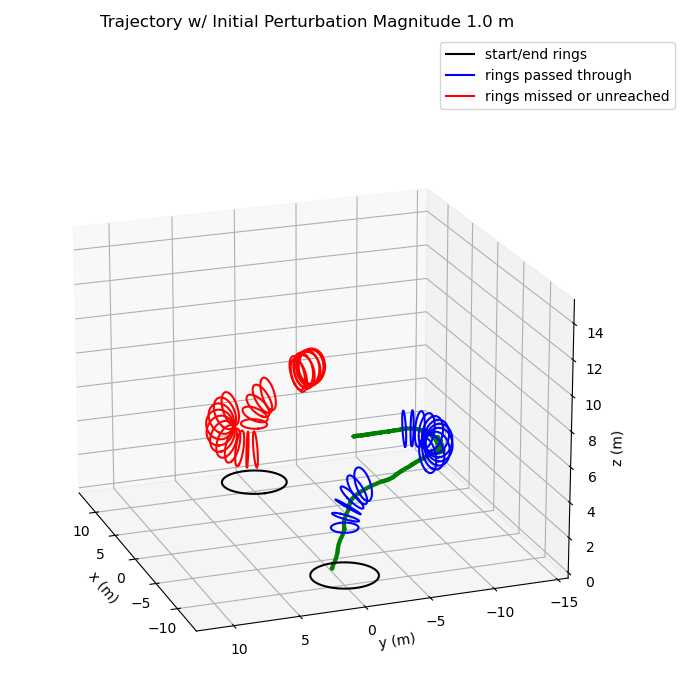 Trajectory w/ Initial Perturbation Magnitude 1.0 m
start/end rings
rings passed through
rings missed or unreached
14
12
10
8
6
4
2
0
z (m)
10
5
0
−5
−10
x (m)
10
5
0
−5
−10
−15
y (m)